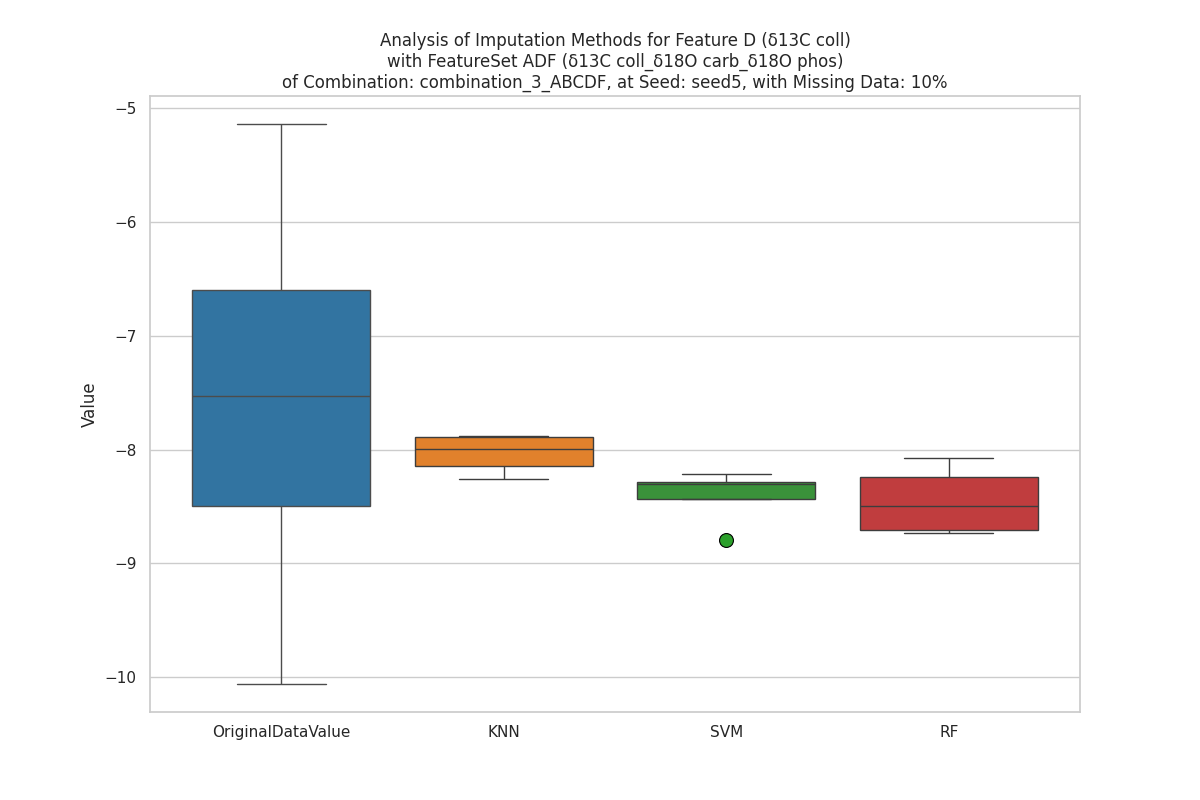 Analysis of Imputation Methods for Feature D (δ13C coll)
with FeatureSet ADF (δ13C coll_δ18O carb_δ18O phos)
of Combination: combination_3_ABCDF, at Seed: seed5, with Missing Data: 10%
−5
−6
−7
−8
−9
−10
Value
OriginalDataValue
KNN
SVM
RF